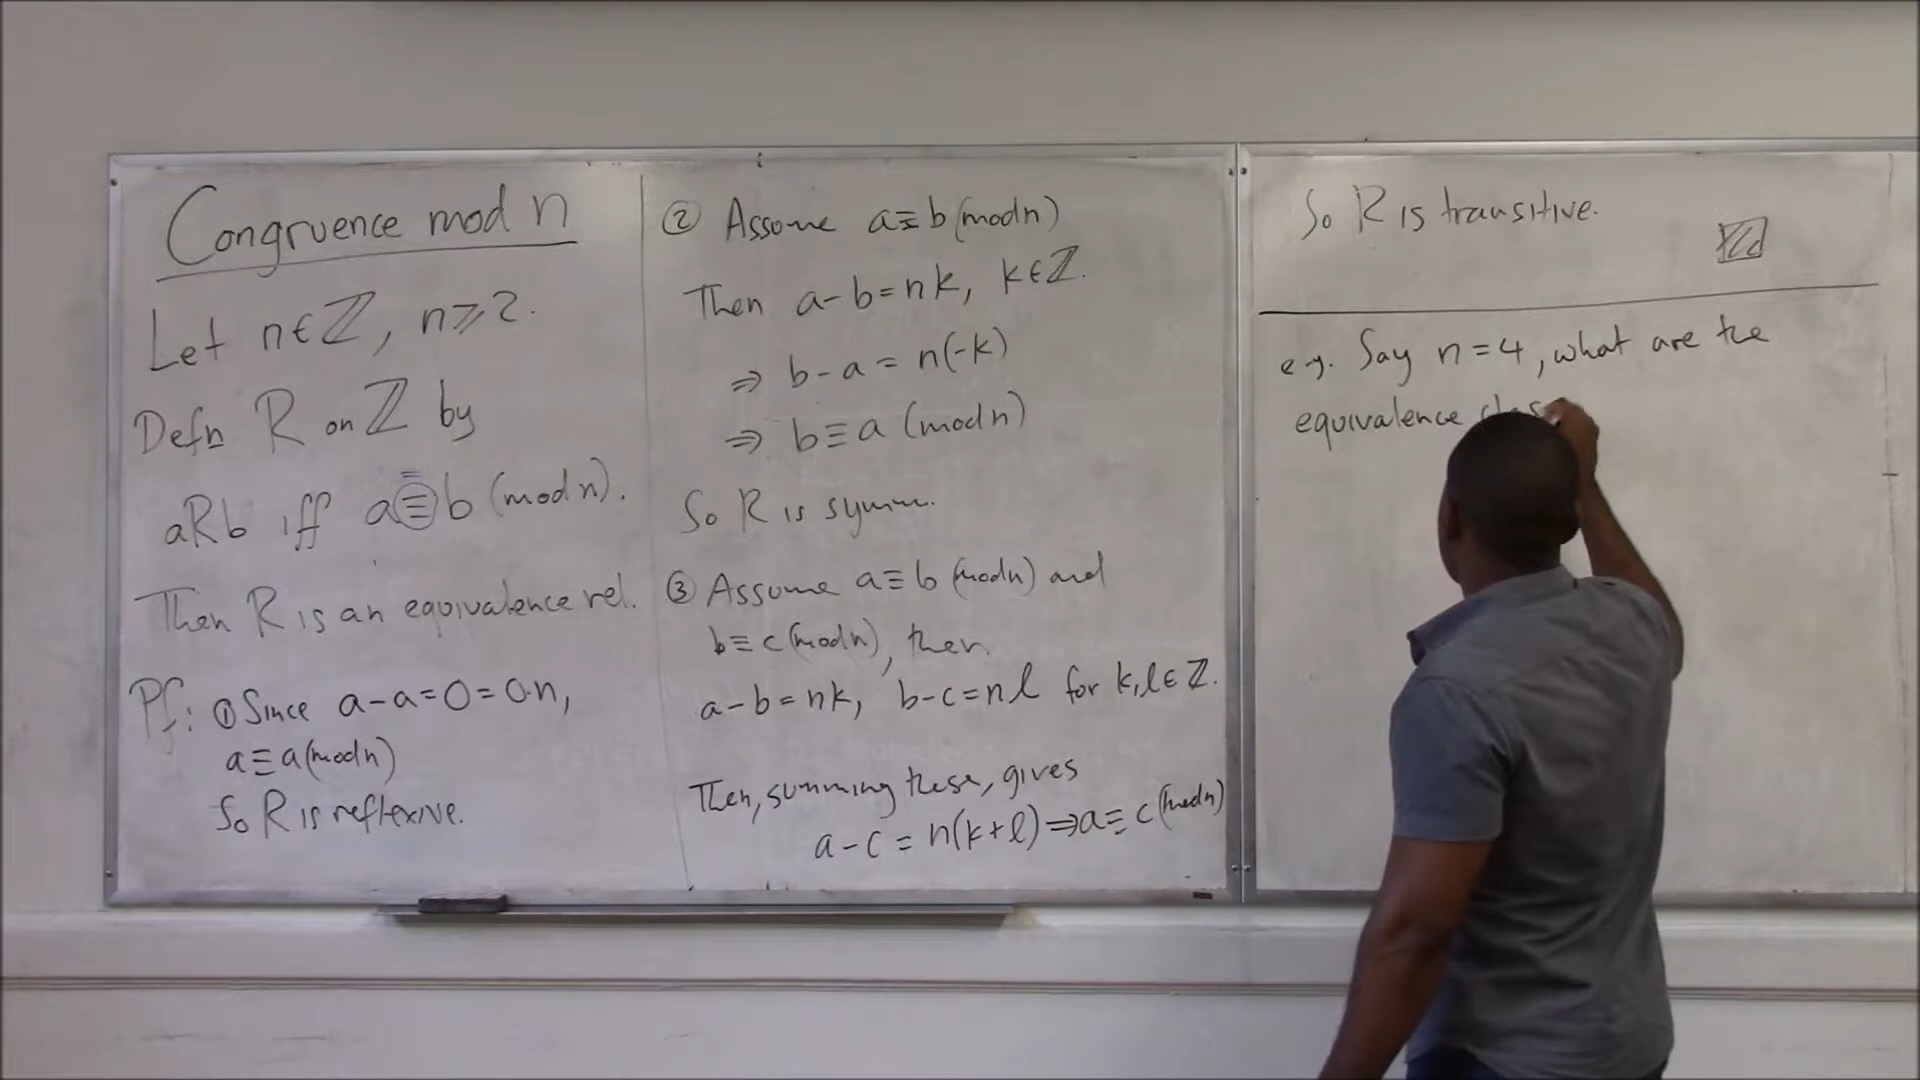 Congruence mod n
Let n∈ℤ, n⩾2.
Defn R on ℤ by
aRb iff a≡b (mod n).
Then R is an equivalence rel.
Pf: ① Since a-a=0=0·n,
a≡a(mod n)
So R is reflexive.
② Assume a≡b (mod n)
Then a-b=nk, k∈ℤ.
⇒ b-a=n(-k)
⇒ b≡a (mod n)
So R is symm.
③ Assume a≡b (mod n) and
b≡c (mod n), then
a-b=nk, b-c=nl for k,l∈ℤ.
Then, summing these, gives
a-c=n(k+l)⇒a≡c (mod n)
So R is transitive.
e.g. Say n=4, what are the
equivalence clas